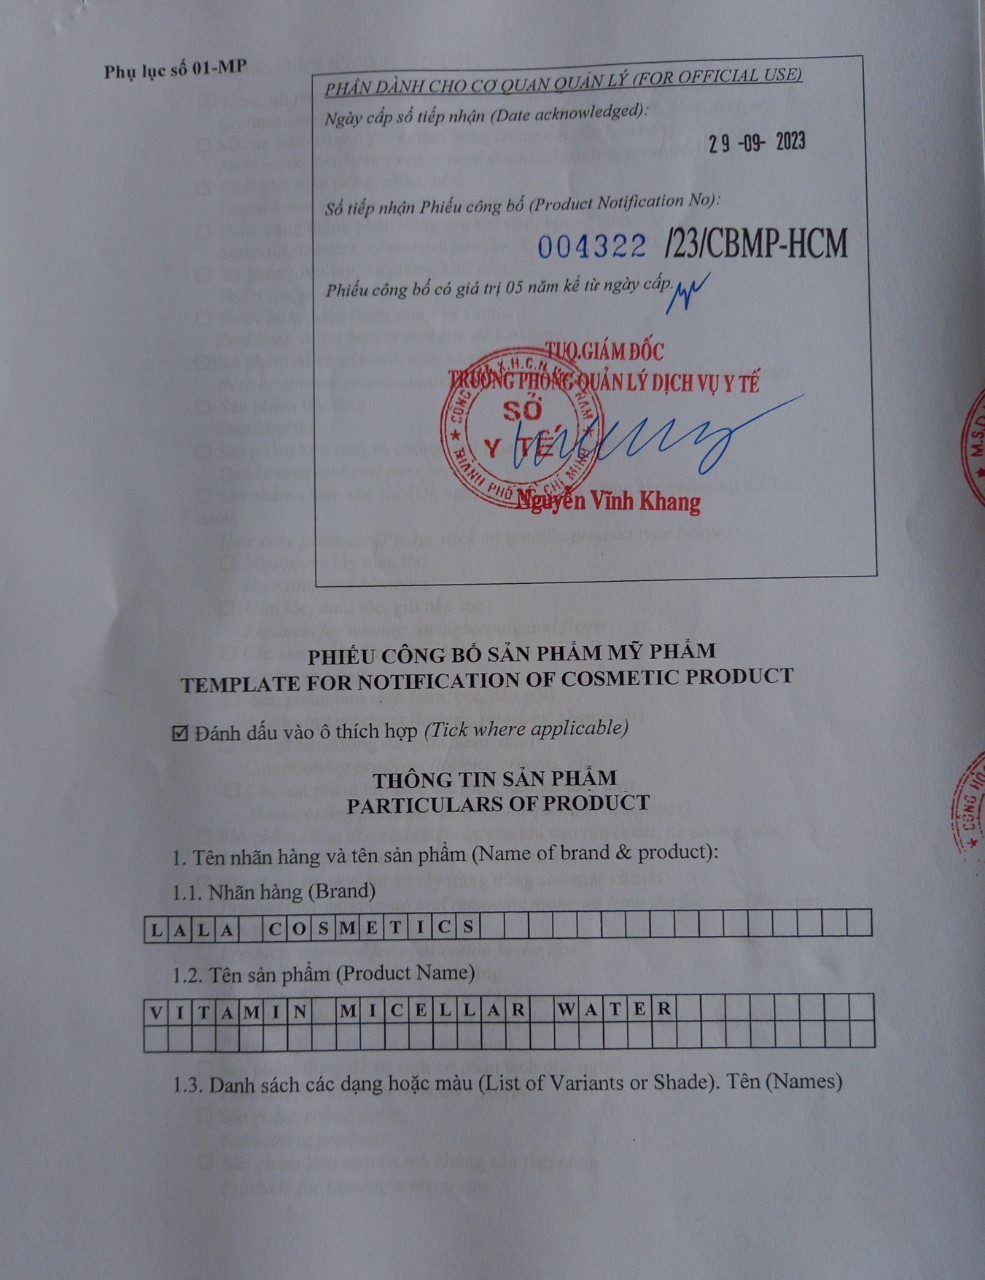 Phụ lục số 01-MP
PHẦN DÀNH CHO CƠ QUAN QUẢN LÝ (FOR OFFICIAL USE)
Ngày cấp số tiếp nhận (Date acknowledged):
29-09-2023
Số tiếp nhận Phiếu công bố (Product Notification No):
004322 /23/CBMP-HCM
Phiếu công bố có giá trị 05 năm kể từ ngày cấp.
TUQ.GIÁM ĐỐC
TRƯỞNG PHÒNG QUẢN LÝ DỊCH VỤ Y TẾ
SỞ
Y TẾ
THÀNH PHỐ HỒ CHÍ MINH
Nguyễn Vĩnh Khang
M.S.D
CÔNG HÒ
PHIẾU CÔNG BỐ SẢN PHẨM MỸ PHẨM
TEMPLATE FOR NOTIFICATION OF COSMETIC PRODUCT
☑ Đánh dấu vào ô thích hợp (Tick where applicable)
THÔNG TIN SẢN PHẨM
PARTICULARS OF PRODUCT
1. Tên nhãn hàng và tên sản phẩm (Name of brand & product):
1.1. Nhãn hàng (Brand)
LALA COSMETICS
1.2. Tên sản phẩm (Product Name)
VITAMIN MICELLAR WATER
1.3. Danh sách các dạng hoặc màu (List of Variants or Shade). Tên (Names)